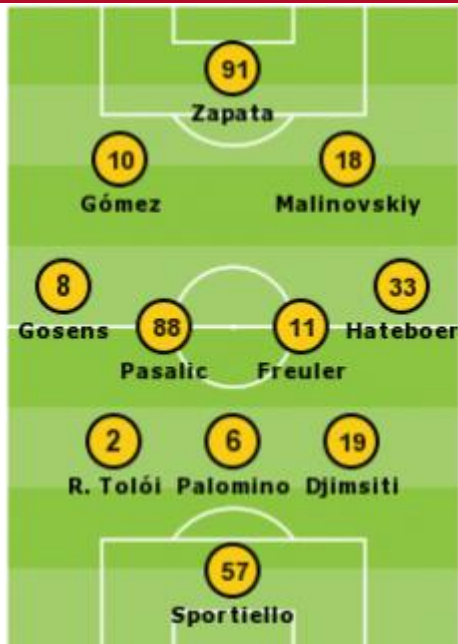 91
Zapata
10 18
Gómez Malinovskiy
8 33
Gosens 88 11 Hateboer
Pasalic Freuler
2 6 19
R. Tolói Palomino Djimsiti
57
Sportiello